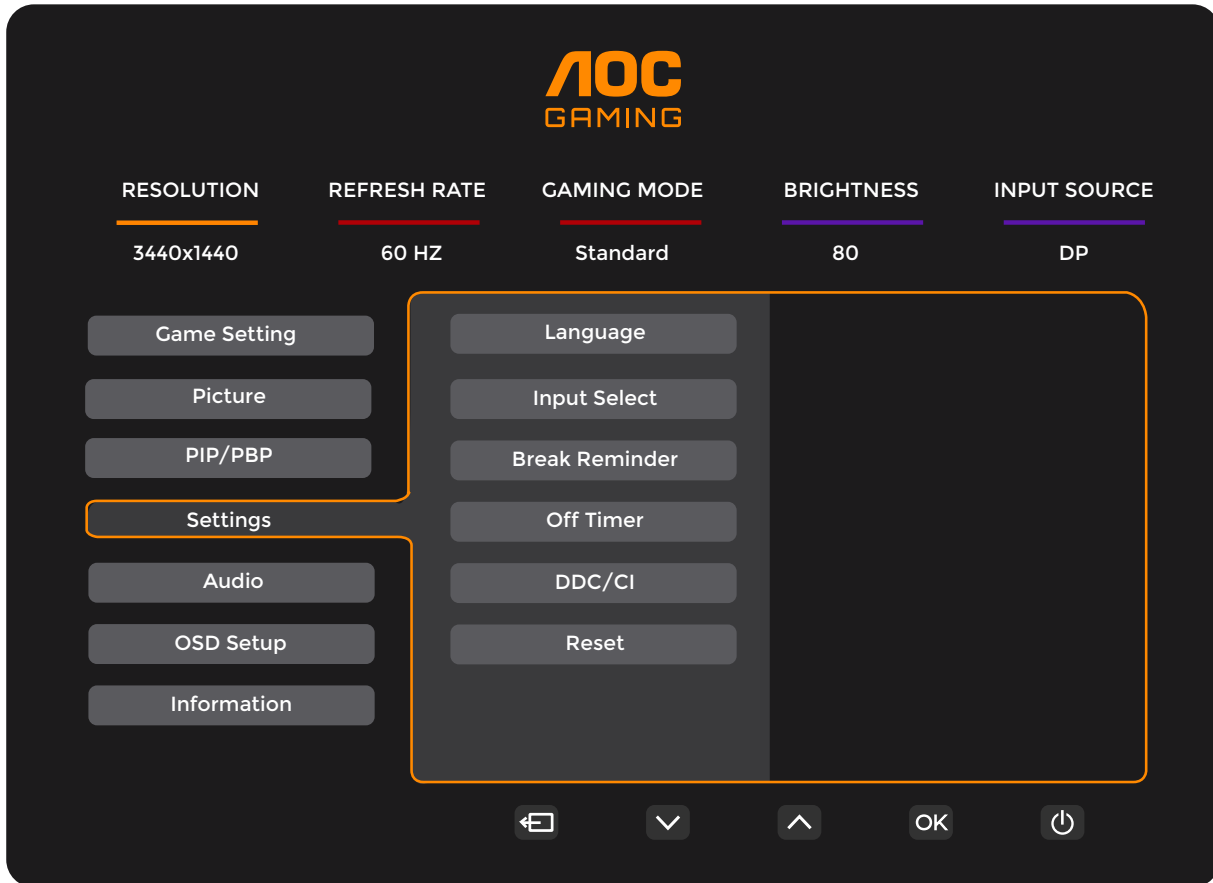 AOC
GAMING
RESOLUTION REFRESH RATE GAMING MODE BRIGHTNESS INPUT SOURCE
3440x1440 60 HZ Standard 80 DP
Game Setting
Picture
PIP/PBP
Settings
Audio
OSD Setup
Information
Language
Input Select
Break Reminder
Off Timer
DDC/CI
Reset
OK